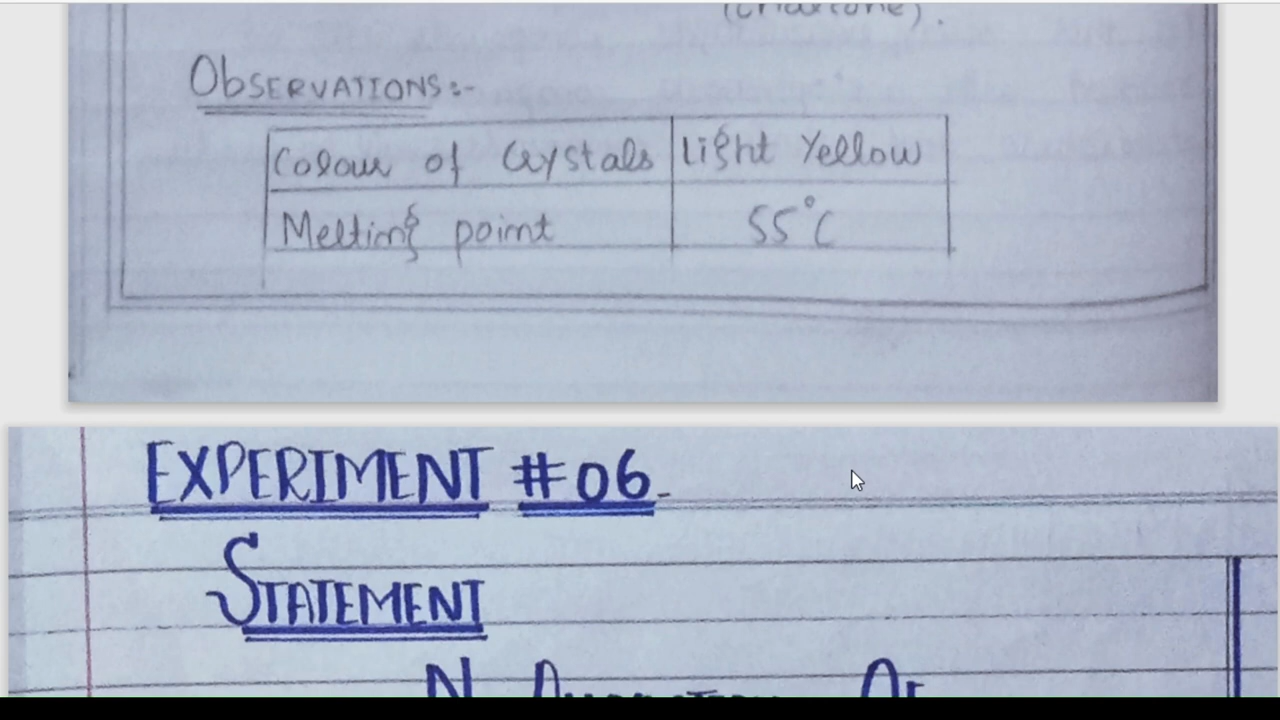 OBSERVATIONS:-
Colour of Crystals Light Yellow
Melting point 55°C
EXPERIMENT #06.
STATEMENT